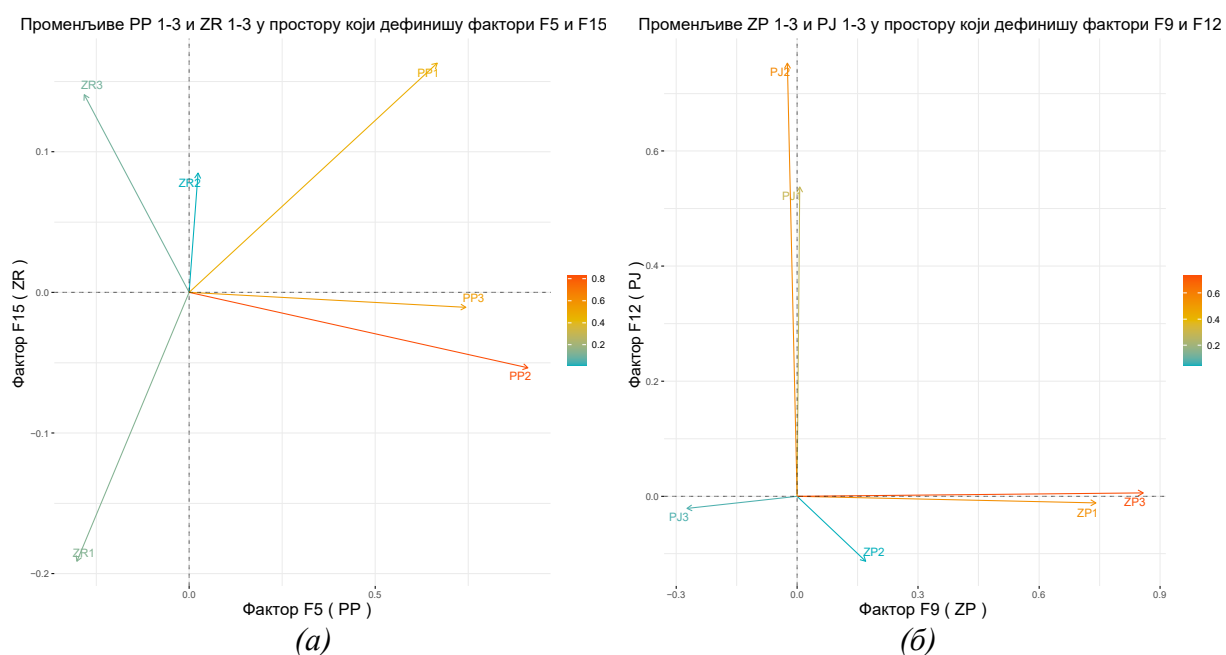 Променљиве PP 1-3 и ZR 1-3 у простору који дефинишу фактори F5 и F15
ZR3
PP1
ZR2
PP3
PP2
ZR1
0.1
0.0
−0.1
−0.2
0.0
0.5
Фактор F15 ( ZR )
Фактор F5 ( PP )
0.8
0.6
0.4
0.2
(а)
Променљиве ZP 1-3 и PJ 1-3 у простору који дефинишу фактори F9 и F12
PJ2
ZP3
ZP1
PJ3
ZP2
0.6
0.4
0.2
0.0
−0.3
0.0
0.3
0.6
0.9
Фактор F12 ( PJ )
Фактор F9 ( ZP )
0.6
0.4
0.2
(б)